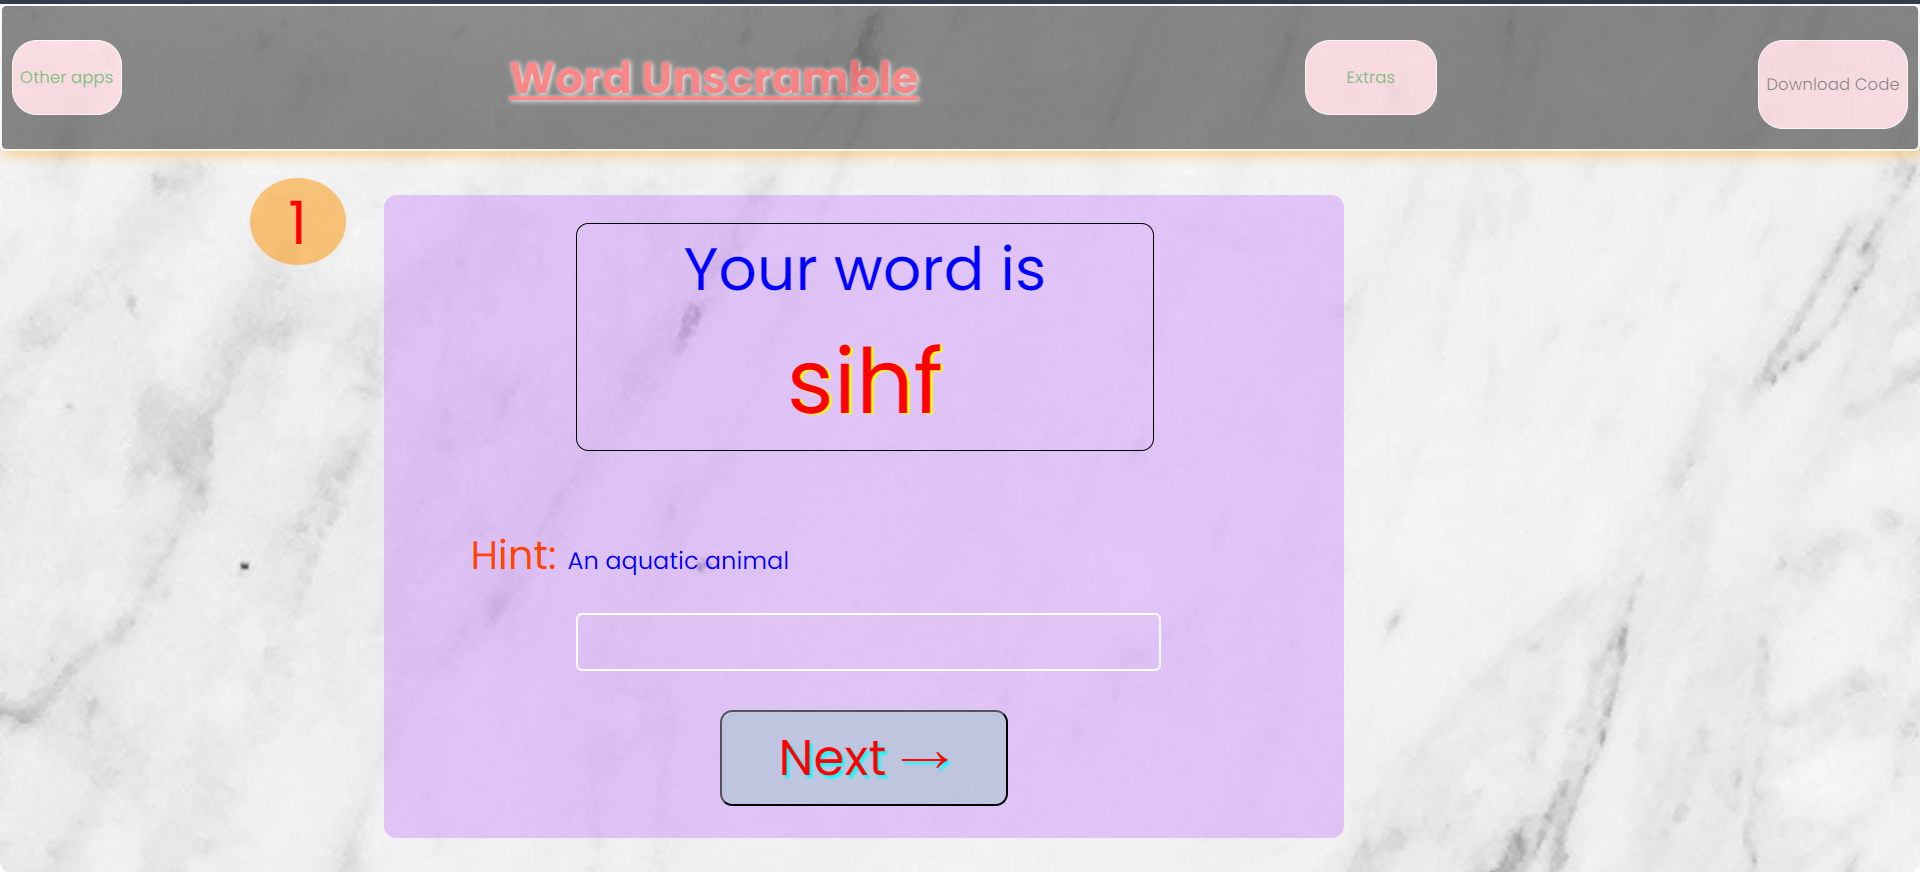 Other apps
Word Unscramble
Extras
Download Code
1
Your word is
sihf
Hint: An aquatic animal
Next →